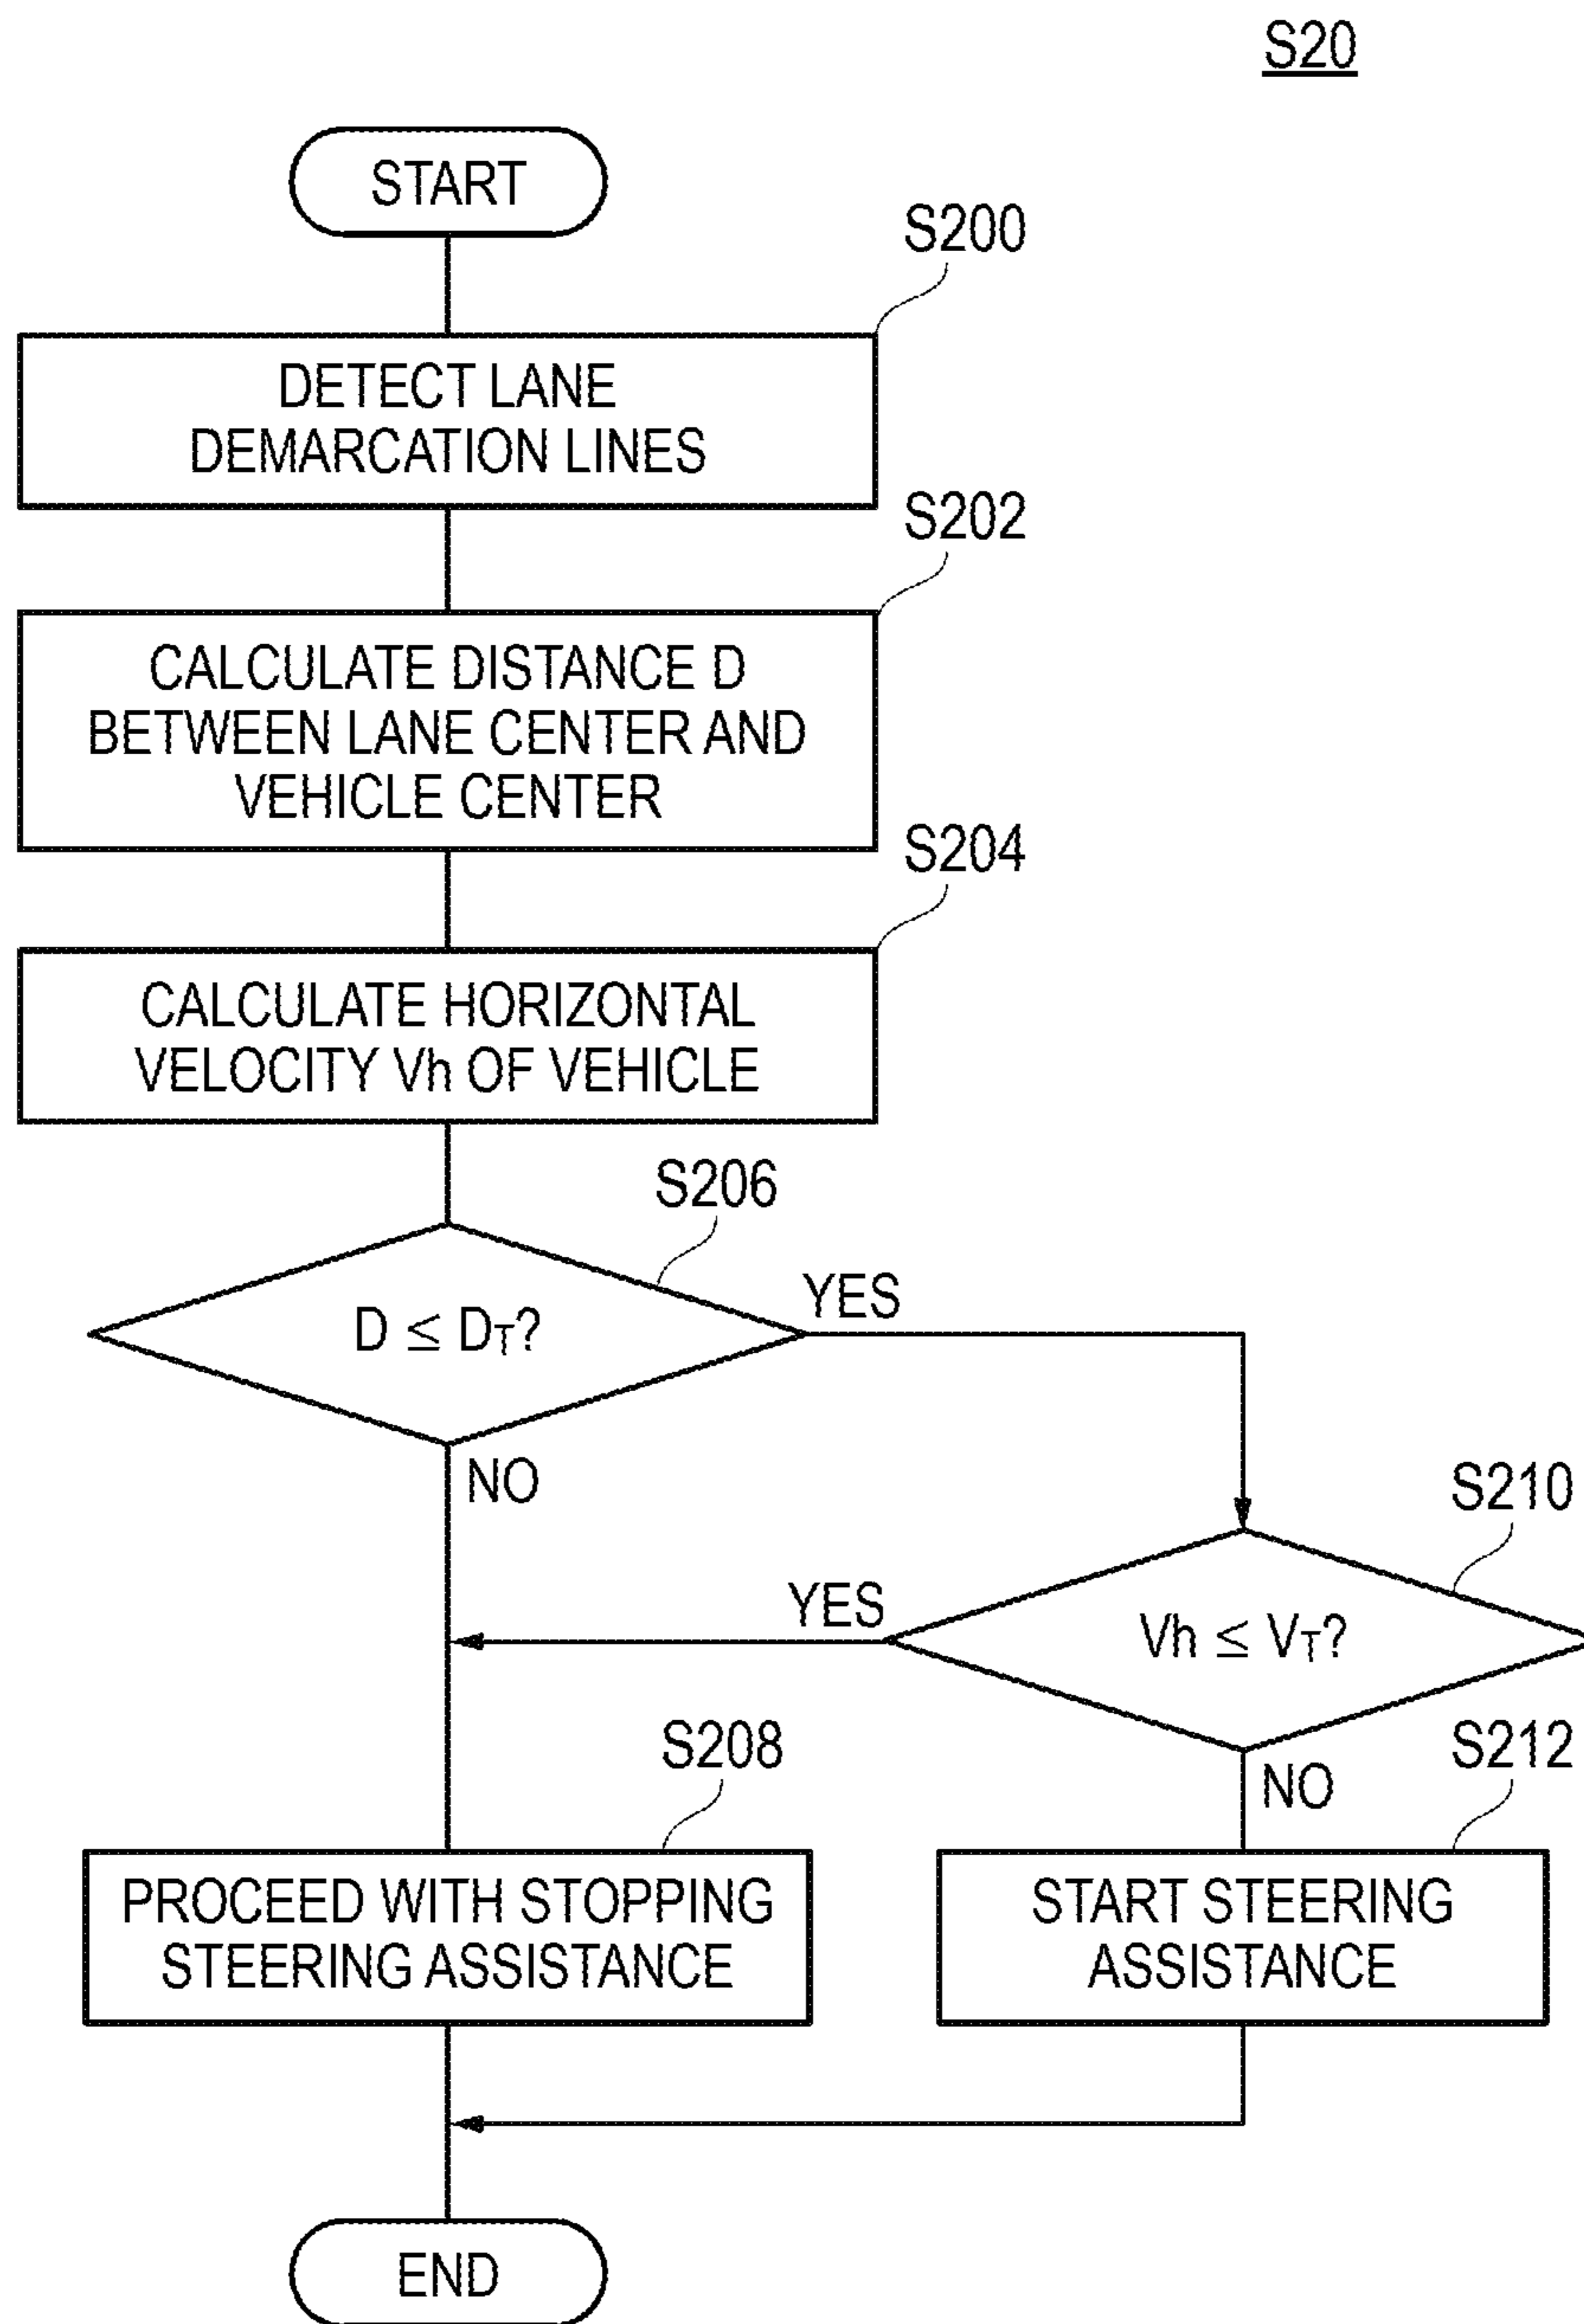 S20
START
S200
DETECT LANE
DEMARCATION LINES
S202
CALCULATE DISTANCE D
BETWEEN LANE CENTER AND
VEHICLE CENTER
S204
CALCULATE HORIZONTAL
VELOCITY Vh OF VEHICLE
S206
D ≤ DT?
YES
NO
S210
Vh ≤ VT?
YES
NO
S208
PROCEED WITH STOPPING
STEERING ASSISTANCE
S212
START STEERING
ASSISTANCE
END